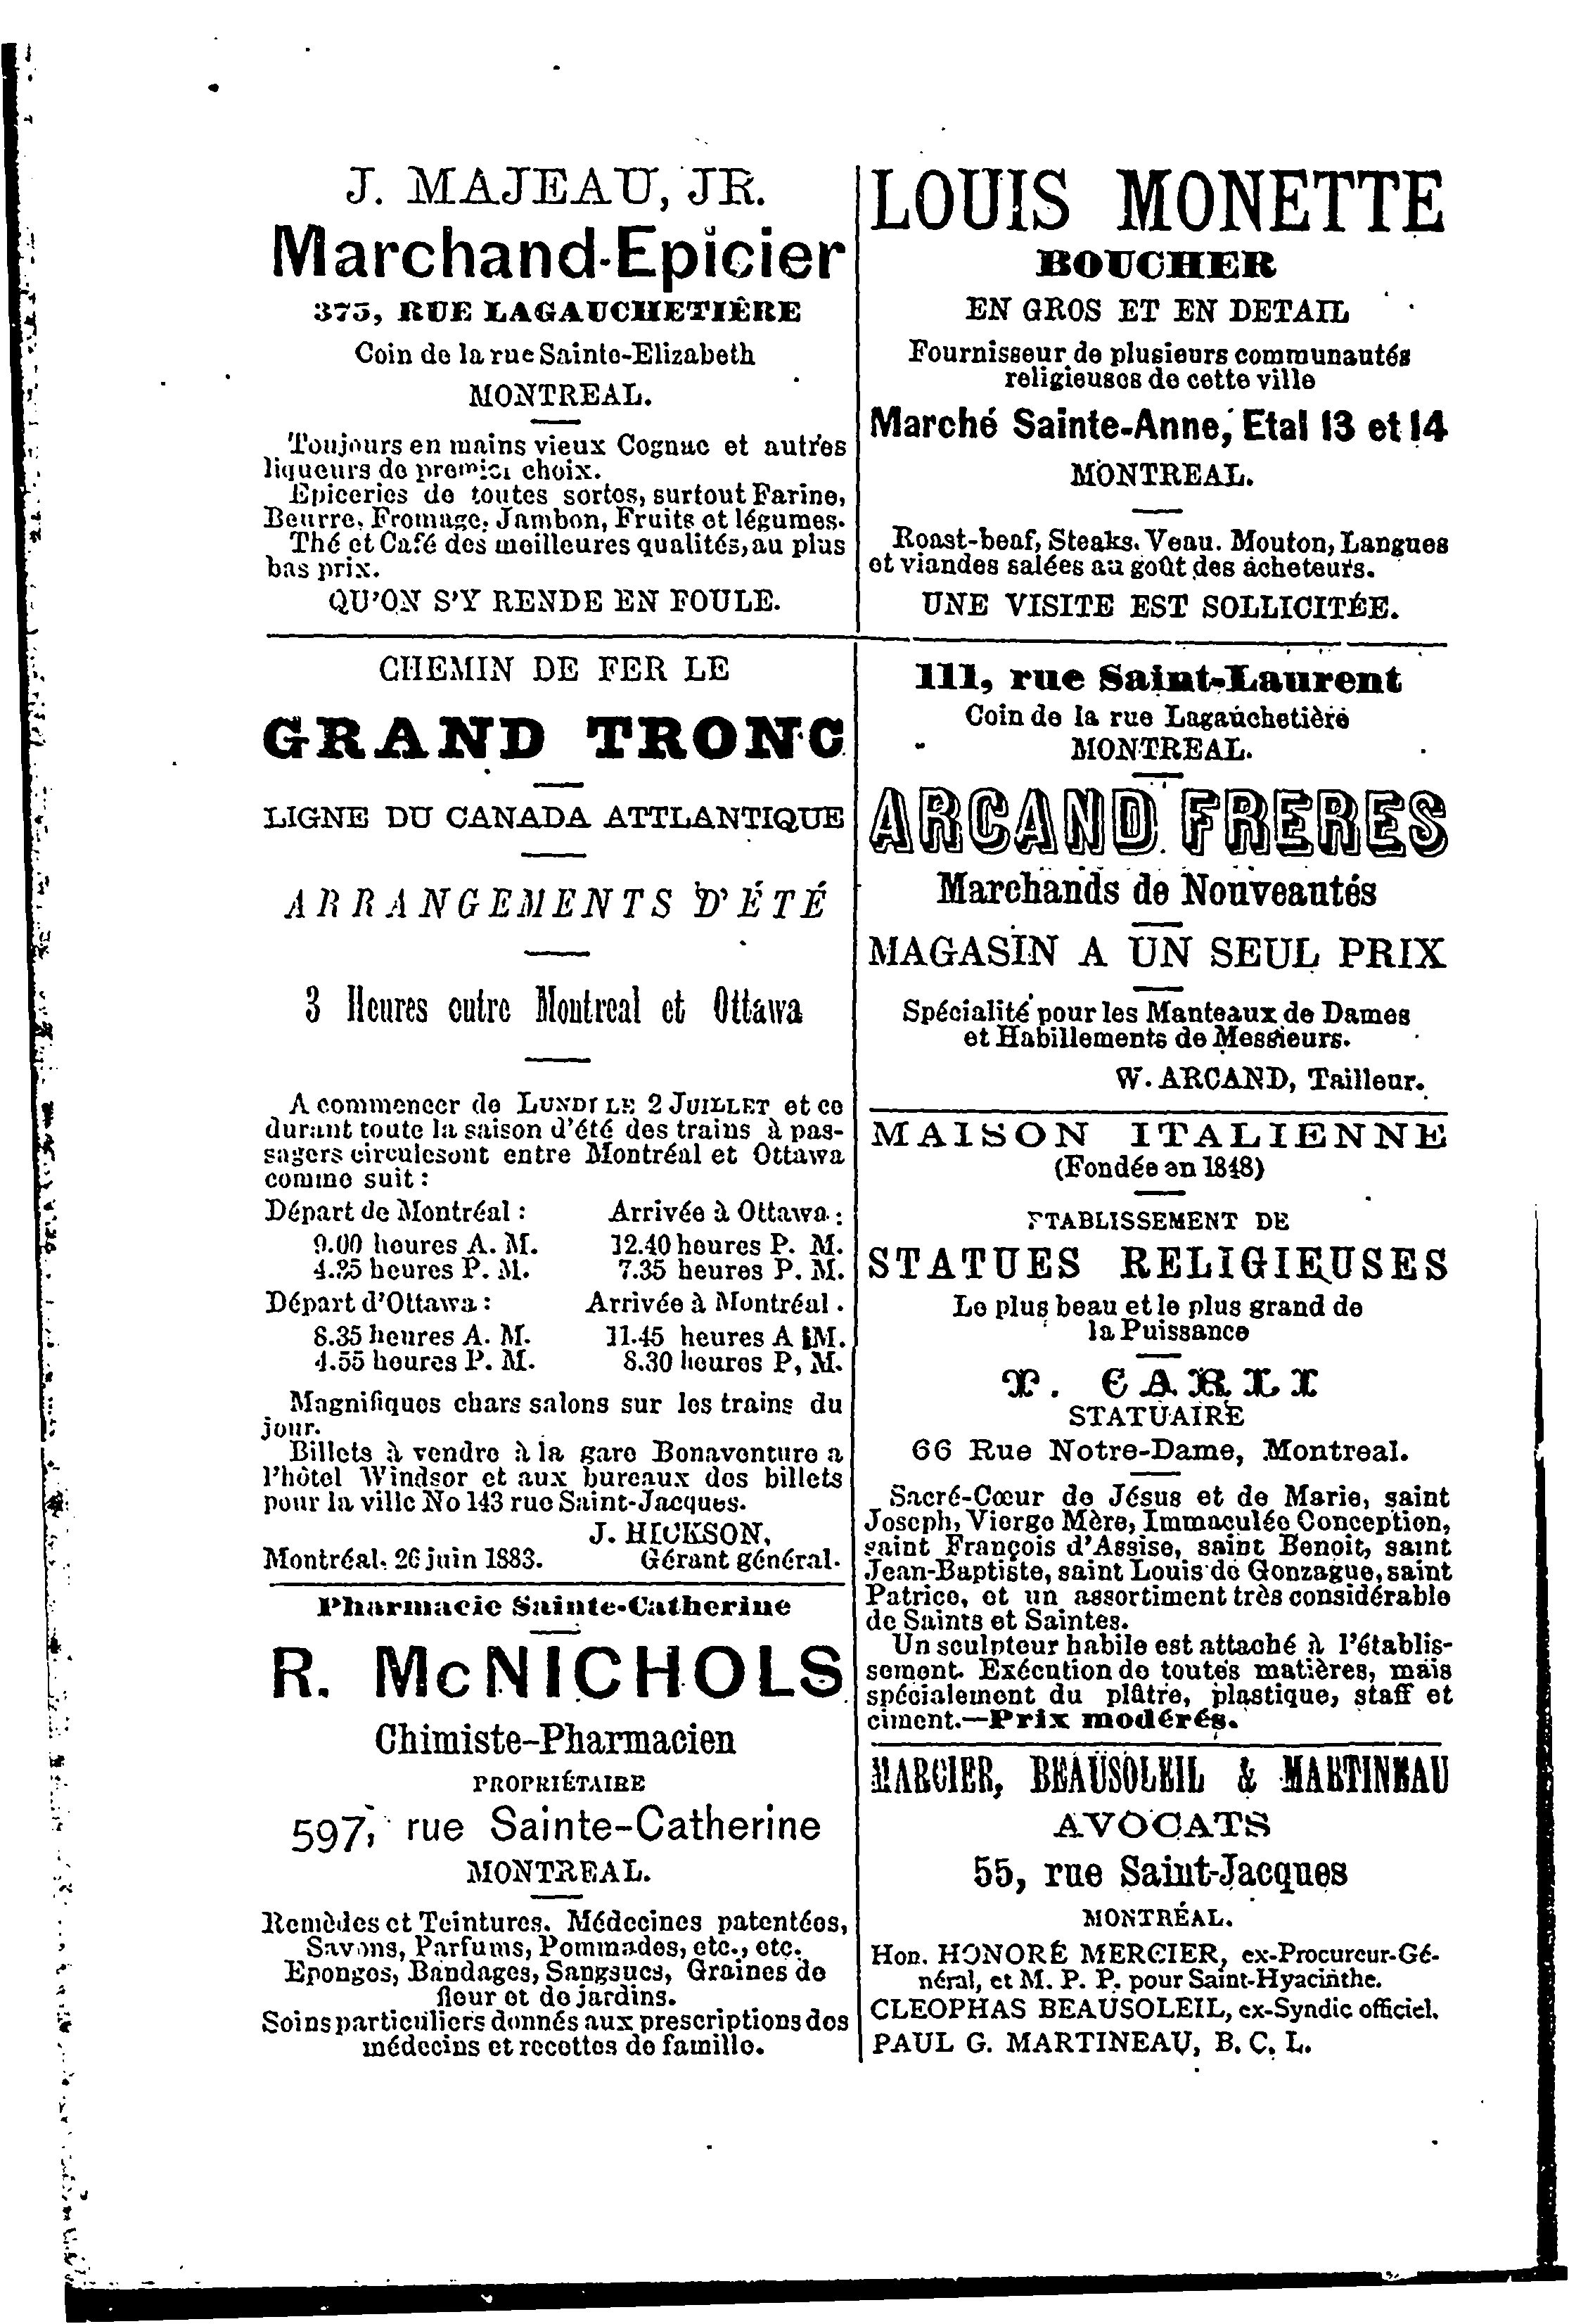 J. MAJEAU, JR.
Marchand-Epicier
375, RUE LAGAUCHETIÈRE
Coin de la rue Sainte-Elizabeth
MONTREAL.
Toujours en mains vieux Cognac et autres
liqueurs de premier choix.
Epiceries de toutes sortes, surtout Farine,
Beurre, Fromage, Jambon, Fruits et légumes.
Thé et Café des meilleures qualités, au plus
bas prix.
QU'ON S'Y RENDE EN FOULE.
CHEMIN DE FER LE
GRAND TRONC
LIGNE DU CANADA ATTLANTIQUE
ARRANGEMENTS D'ÉTÉ
3 Heures entre Montreal et Ottawa
A commencer de LUNDI LE 2 JUILLET et ce
durant toute la saison d'été des trains à pas-
sagers circulesont entre Montréal et Ottawa
comme suit :
Départ de Montréal : Arrivée à Ottawa :
9.00 heures A. M. 12.40 heures P. M.
4.25 heures P. M. 7.35 heures P. M.
Départ d'Ottawa : Arrivée à Montréal .
8.35 heures A. M. 11.45 heures A M.
4.55 heures P. M. 8.30 heures P, M.
Magnifiques chars salons sur les trains du
jour.
Billets à vendre à la gare Bonaventure a
l'hôtel Windsor et aux bureaux des billets
pour la ville No 143 rue Saint-Jacques.
J. HICKSON,
Montréal, 26 juin 1883. Gérant général.
Pharmacie Sainte-Catherine
R. McNICHOLS
Chimiste-Pharmacien
PROPRIÉTAIRE
597, rue Sainte-Catherine
MONTREAL.
Remèdes et Teintures. Médecines patentées,
Savons, Parfums, Pommades, etc., etc.
Eponges, Bandages, Sangsues, Graines de
fleur et de jardins.
Soins particuliers donnés aux prescriptions des
médecins et recettes de famille.
LOUIS MONETTE
BOUCHER
EN GROS ET EN DETAIL
Fournisseur de plusieurs communautés
religieuses de cette ville
Marché Sainte-Anne, Etal 13 et 14
MONTREAL.
Roast-beaf, Steaks. Veau. Mouton, Langues
et viandes salées au goût des acheteurs.
UNE VISITE EST SOLLICITÉE.
111, rue Saint-Laurent
Coin de la rue Lagauchetière
MONTREAL.
ARCAND FRERES
Marchands de Nouveautés
MAGASIN A UN SEUL PRIX
Spécialité pour les Manteaux de Dames
et Habillements de Messieurs.
W. ARCAND, Tailleur.
MAISON ITALIENNE
(Fondée en 1848)
ETABLISSEMENT DE
STATUES RELIGIEUSES
Le plus beau et le plus grand de
la Puissance
T. CARLI
STATUAIRE
66 Rue Notre-Dame, Montreal.
Sacré-Cœur de Jésus et de Marie, saint
Joseph, Vierge Mère, Immaculée Conception,
saint François d'Assise, saint Benoit, saint
Jean-Baptiste, saint Louis de Gonzague, saint
Patrice, et un assortiment très considérable
de Saints et Saintes.
Un sculpteur habile est attaché à l'établis-
sement. Exécution de toutes matières, mais
spécialement du plâtre, plastique, staff et
ciment.—Prix modérés.
MARCIER, BEAUSOLEIL & MARTINEAU
AVOCATS
55, rue Saint-Jacques
MONTRÉAL.
Hon. HONORÉ MERCIER, ex-Procureur-Gé-
néral, et M. P. P. pour Saint-Hyacinthe.
CLEOPHAS BEAUSOLEIL, ex-Syndic officiel.
PAUL G. MARTINEAU, B. C. L.